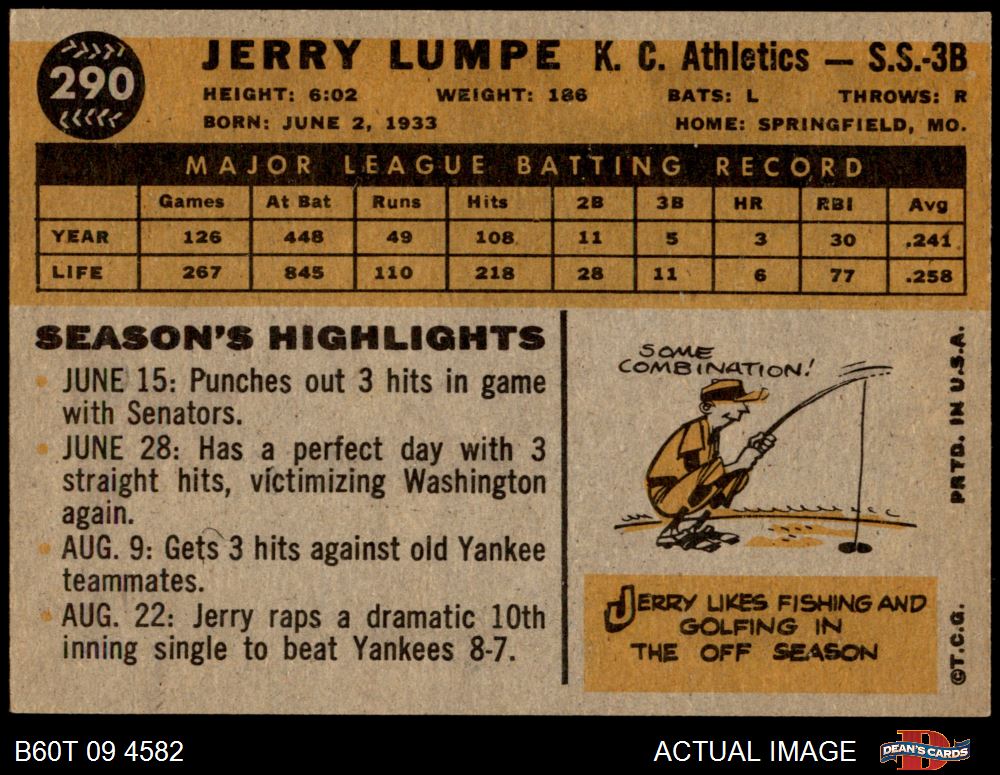 290
JERRY LUMPE K. C. Athletics — S.S.-3B
HEIGHT: 6:02 WEIGHT: 186 BATS: L THROWS: R
BORN: JUNE 2, 1933 HOME: SPRINGFIELD, MO.
MAJOR LEAGUE BATTING RECORD
Games At Bat Runs Hits 2B 3B HR RBI Avg
YEAR 126 448 49 108 11 5 3 30 .241
LIFE 267 845 110 218 28 11 6 77 .258
SEASON'S HIGHLIGHTS
• JUNE 15: Punches out 3 hits in game
with Senators.
• JUNE 28: Has a perfect day with 3
straight hits, victimizing Washington
again.
• AUG. 9: Gets 3 hits against old Yankee
teammates.
• AUG. 22: Jerry raps a dramatic 10th
inning single to beat Yankees 8-7.
SOME
COMBINATION!
JERRY LIKES FISHING AND
GOLFING IN
THE OFF SEASON
PRTD. IN U.S.A.
©T.C.G.
B60T 09 4582 ACTUAL IMAGE
D
DEAN'S CARDS